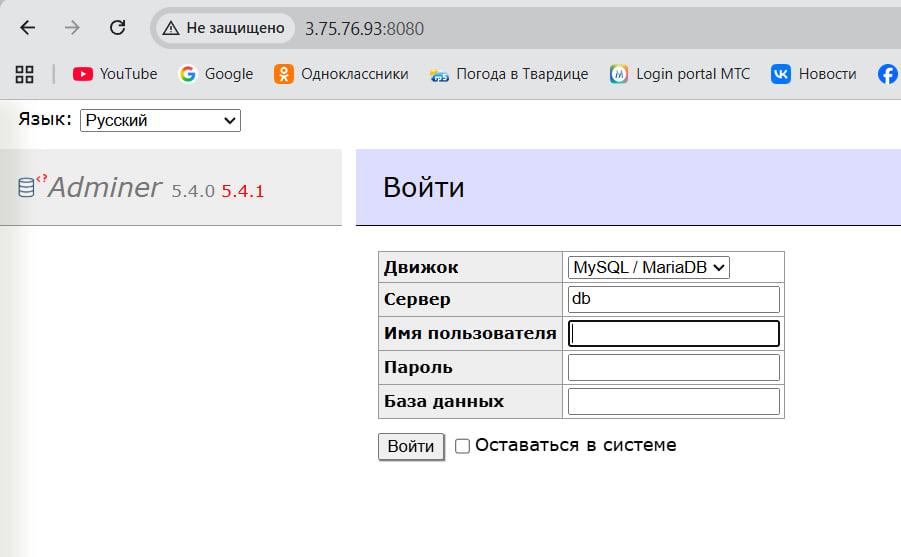 Не защищено 3.75.76.93:8080
YouTube Google Одноклассники Погода в Твардице Login portal МТС Новости
Язык: Русский
Adminer 5.4.0 5.4.1
Войти
Движок MySQL / MariaDB
Сервер db
Имя пользователя
Пароль
База данных
Войти Оставаться в системе